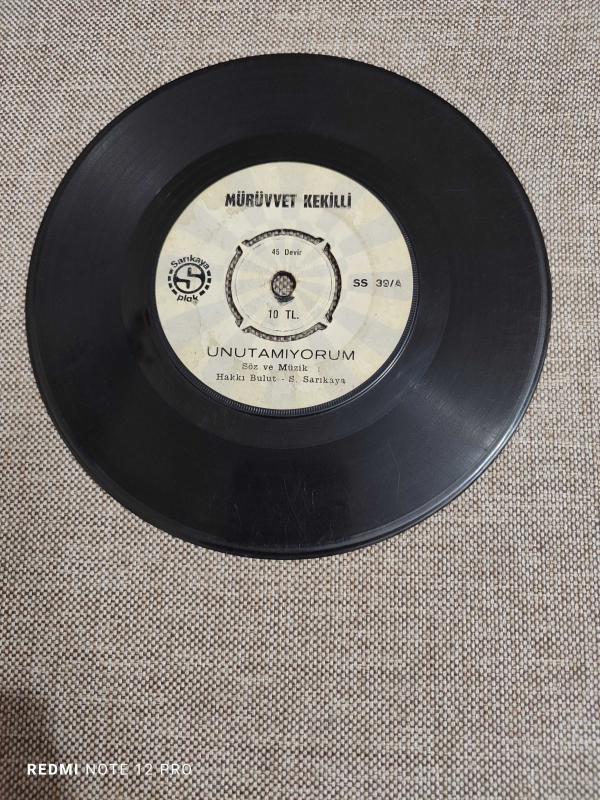 MÜRÜVVET KEKİLLİ
45 Devir
Sarıkaya
S
plak
SS 39/A
10 TL.
UNUTAMIYORUM
Söz ve Müzik
Hakkı Bulut - S. Sarıkaya
REDMI NOTE 12 PRO